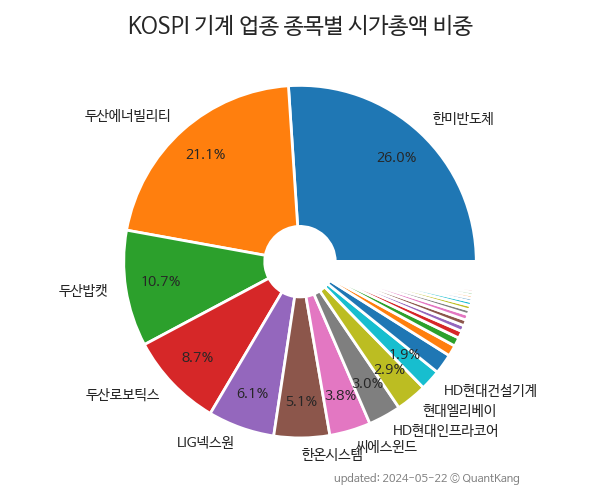 KOSPI 기계 업종 종목별 시가총액 비중
한미반도체
26.0%
두산에너빌리티
21.1%
두산밥캣
10.7%
두산로보틱스
8.7%
LIG넥스원
6.1%
한온시스템
5.1%
씨에스윈드
3.8%
HD현대인프라코어
3.0%
현대엘리베이
2.9%
HD현대건설기계
1.9%
updated: 2024-05-22 ⓒ QuantKang